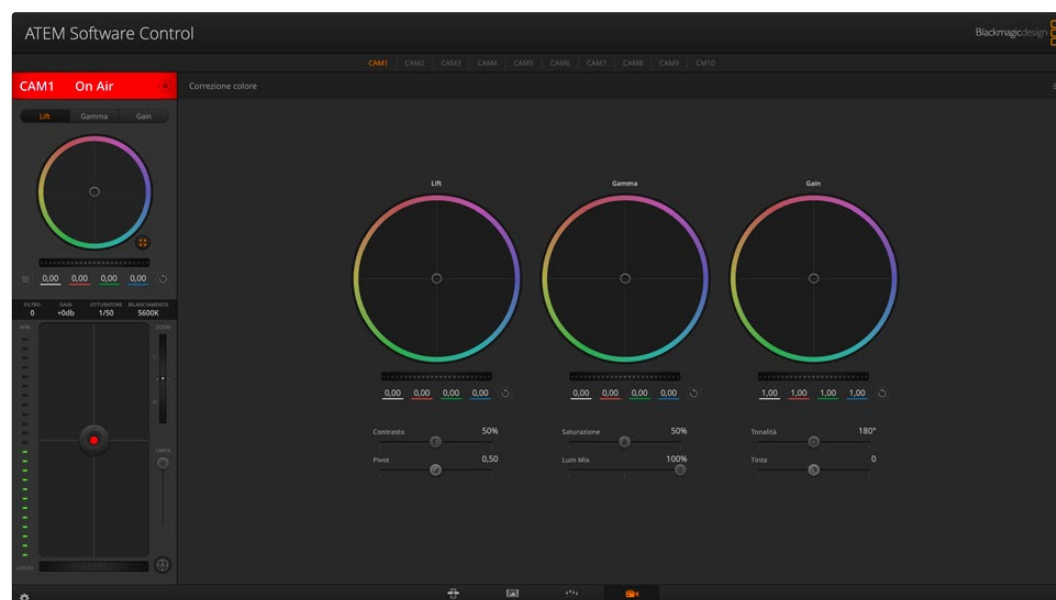 ATEM Software Control
Blackmagicdesign
CAM1 CAM2 CAM3 CAM4 CAM5 CAM6 CAM7 CAM8 CAM9 CM10
CAM1 On Air
Correzione colore
Lift Gamma Gain
Lift Gamma Gain
0,00 0,00 0,00 0,00
FILTRO GAIN OTTURATORE BILANCIAMENTO
0 +0db 1/50 5600K
ZOOM
0,00 0,00 0,00 0,00 0,00 0,00 0,00 0,00 1,00 1,00 1,00 1,00
Contrasto 50% Saturazione 50% Tonalità 180°
Pivot 0,50 Lum Mix 100% Tinta 0
LIMITE